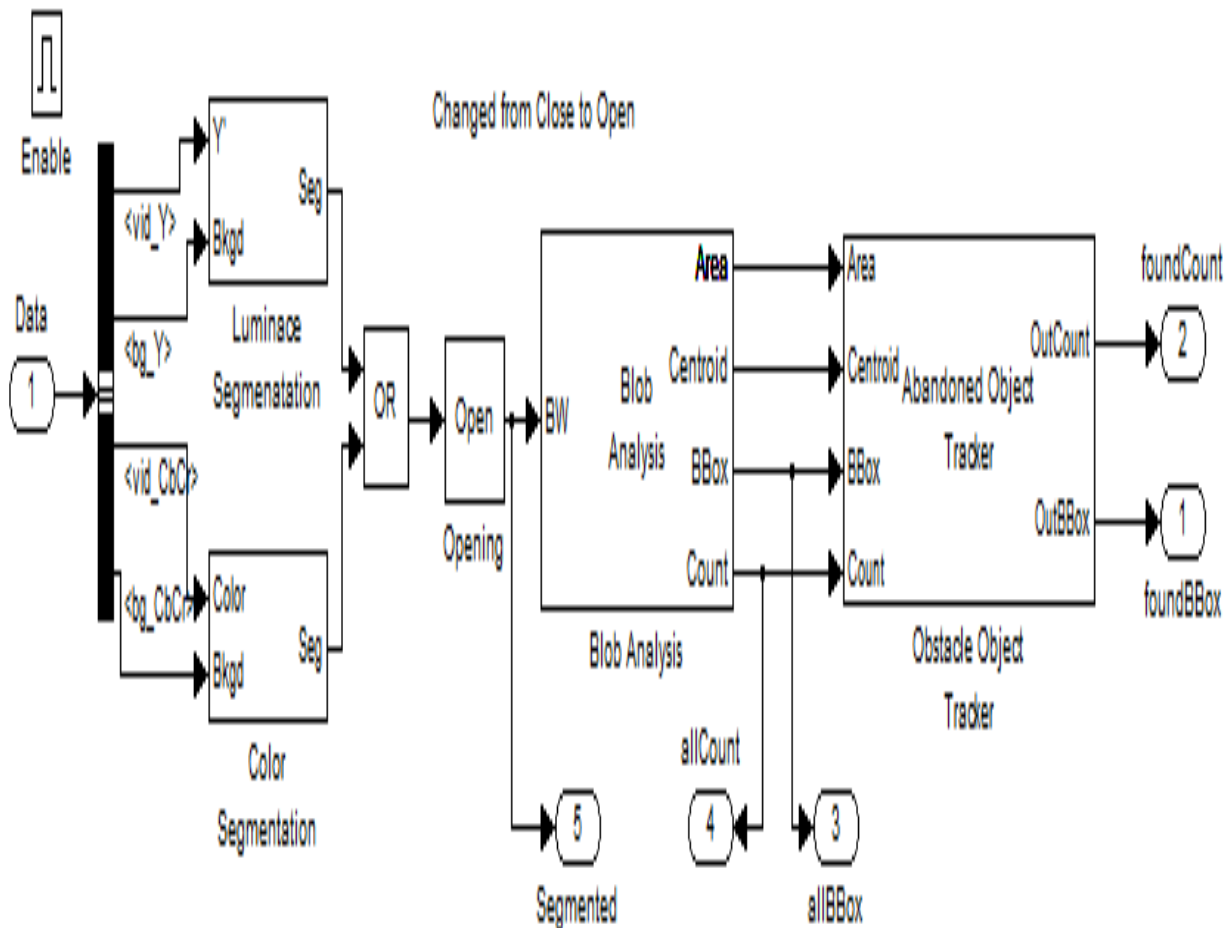 Enable
Changed from Close to Open
Y'
Seg
Bkgd
<vid_Y>
Luminace
Segmenatation
Data
1
<bg_Y>
<vid_CbCr>
<bg_CbCr>
Color
Seg
Bkgd
Color
Segmentation
OR
Open
Opening
BW
Blob
Analysis
Area
Centroid
BBox
Count
Blob Analysis
Area
Centroid
BBox
Count
Abandoned Object
Tracker
OutCount
OutBBox
Obstacle Object
Tracker
foundCount
2
1
foundBBox
allCount
4
3
allBBox
5
Segmented